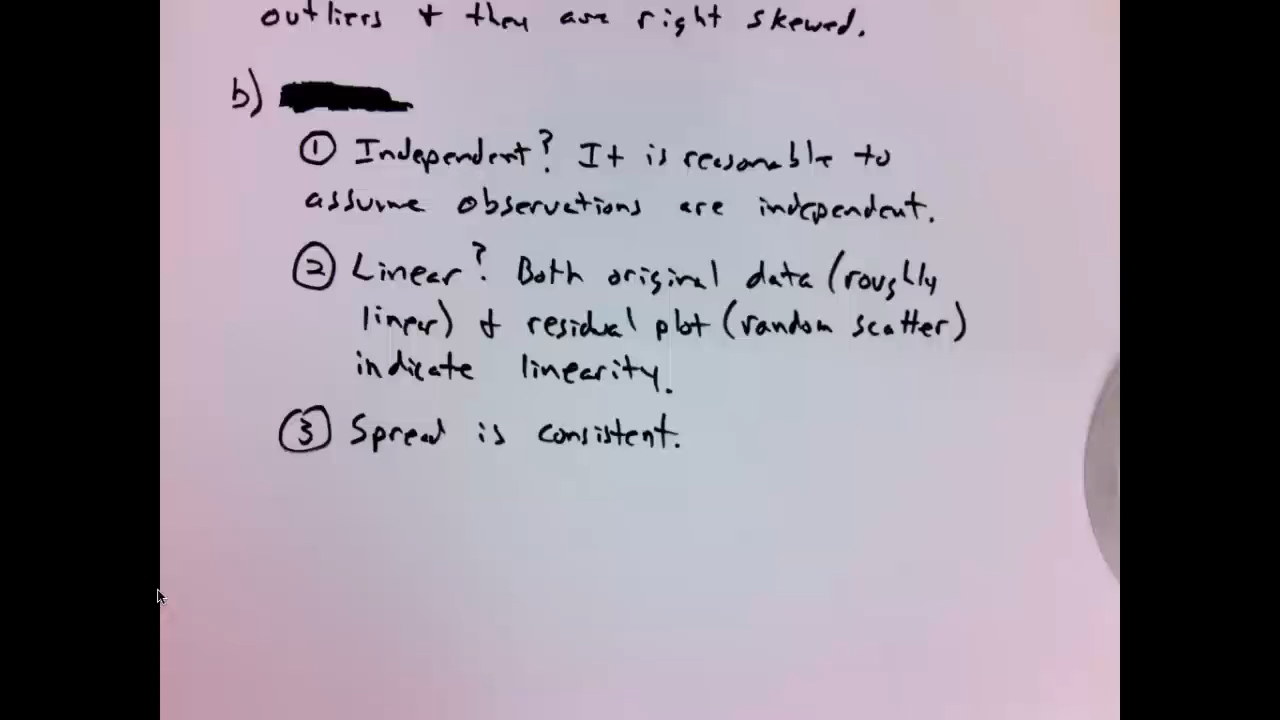 outliers + they are right skewed.
b)
① Independent? It is reasonable to
assume observations are independent.
② Linear? Both original data (roughly
linear) + residual plot (random scatter)
indicate linearity.
③ Spread is consistent.